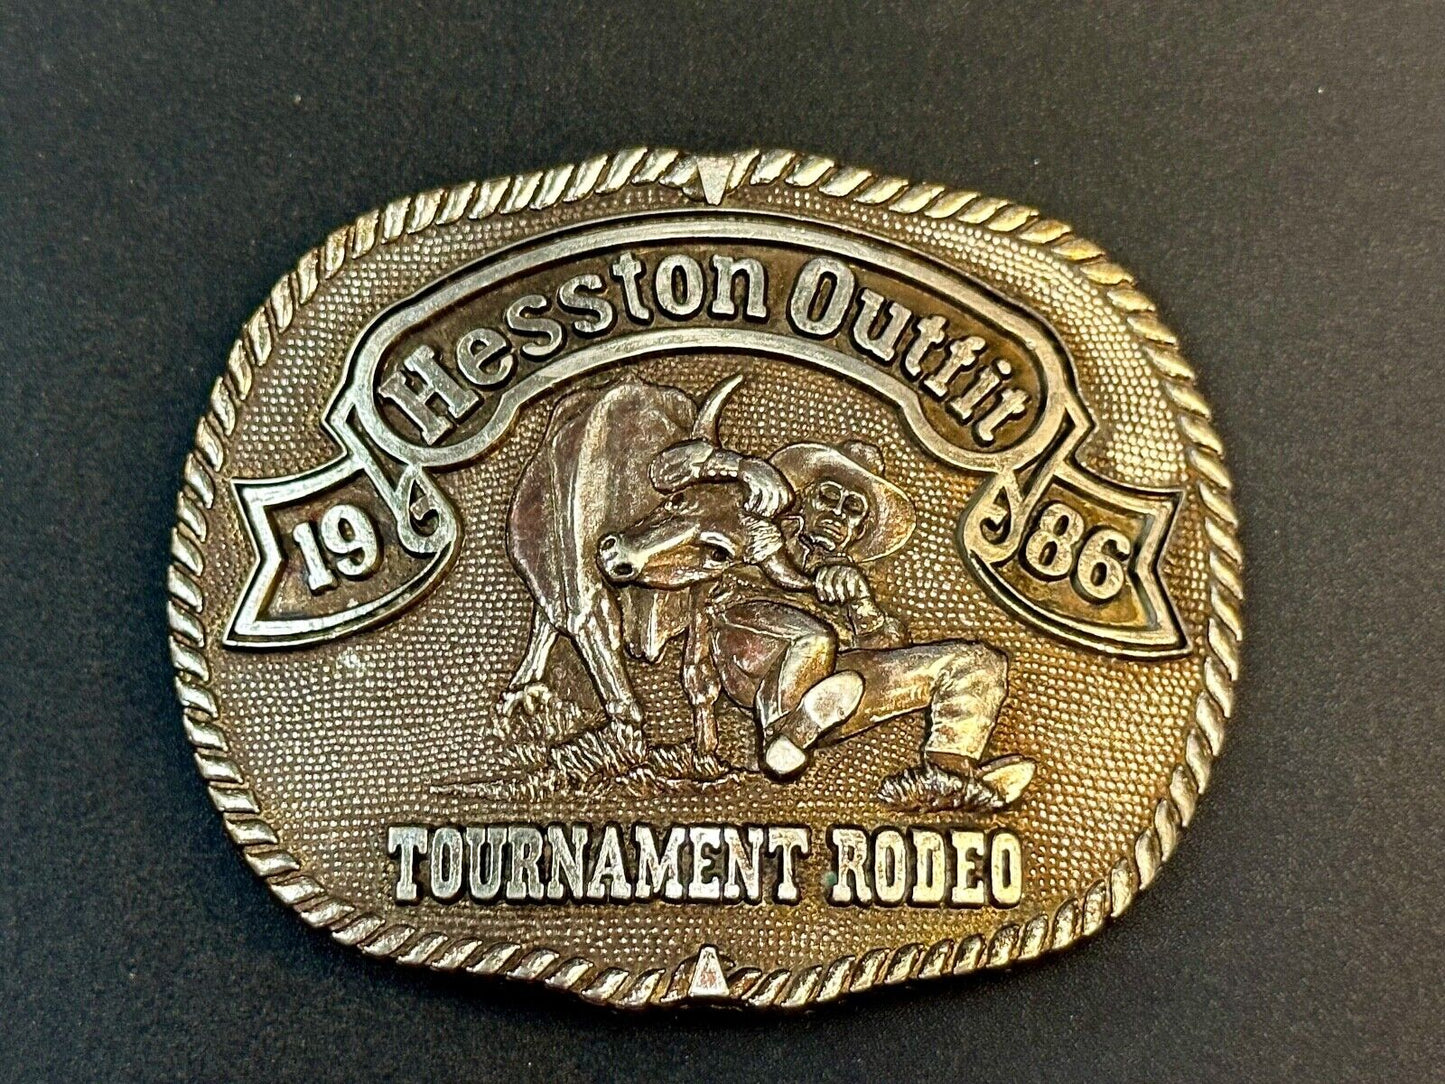 Hesston Outfit
19 86
TOURNAMENT RODEO